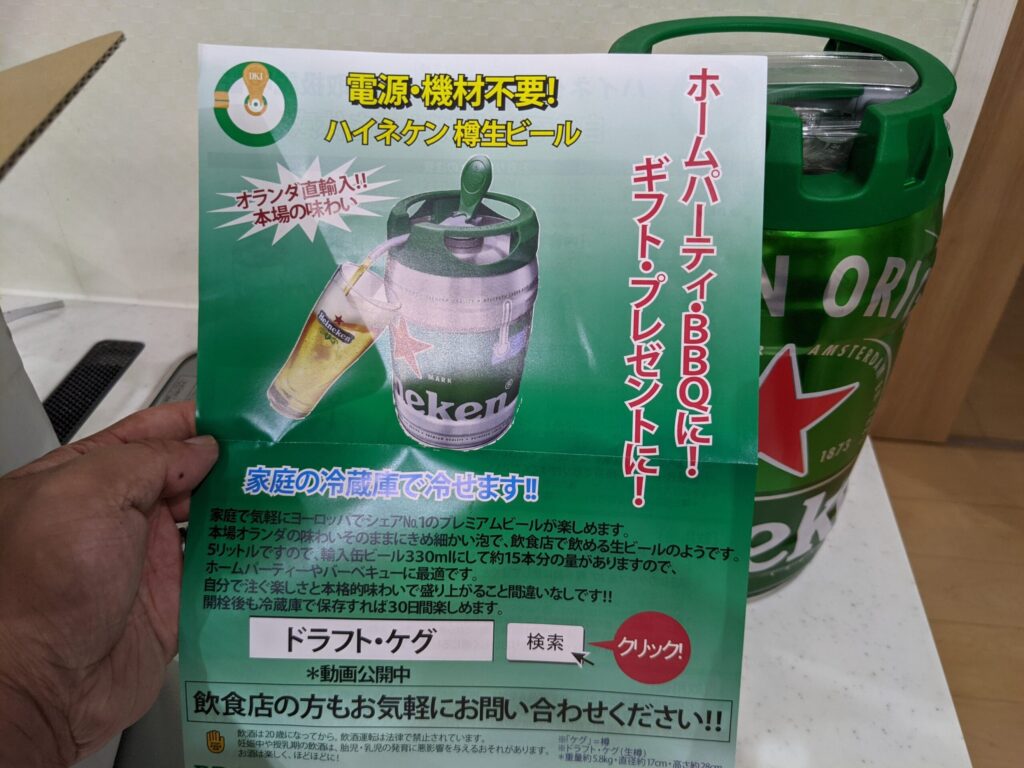 DKI
電源・機材不要!
ハイネケン 樽生ビール
ホームパーティ・BBQに!
ギフト・プレゼントに!
オランダ直輸入!!
本場の味わい
Heineken
MARK
eken
家庭の冷蔵庫で冷せます!!
家庭で気軽にヨーロッパでシェア№1のプレミアムビールが楽しめます。
本場オランダの味わいそのままにきめ細かい泡で、飲食店で飲める生ビールのようです。
5リットルですので、輸入缶ビール330mlにして約15本分の量がありますので、
ホームパーティーやバーベキューに最適です。
自分で注ぐ楽しさと本格的味わいで盛り上がること間違いなしです!!
開栓後も冷蔵庫で保存すれば30日間楽しめます。
ドラフト・ケグ
検索
クリック!
*動画公開中
飲食店の方もお気軽にお問い合わせください!!
飲酒は20歳になってから。飲酒運転は法律で禁止されています。
妊娠中や授乳期の飲酒は、胎児・乳児の発育に悪影響を与えるおそれがあります。
お酒は楽しく、ほどほどに!
※「ケグ」=樽
※ドラフト・ケグ(生樽)
*重量約5.8kg・直径約17cm・高さ約28cm
N ORIG
AMSTERDA
1873
eke